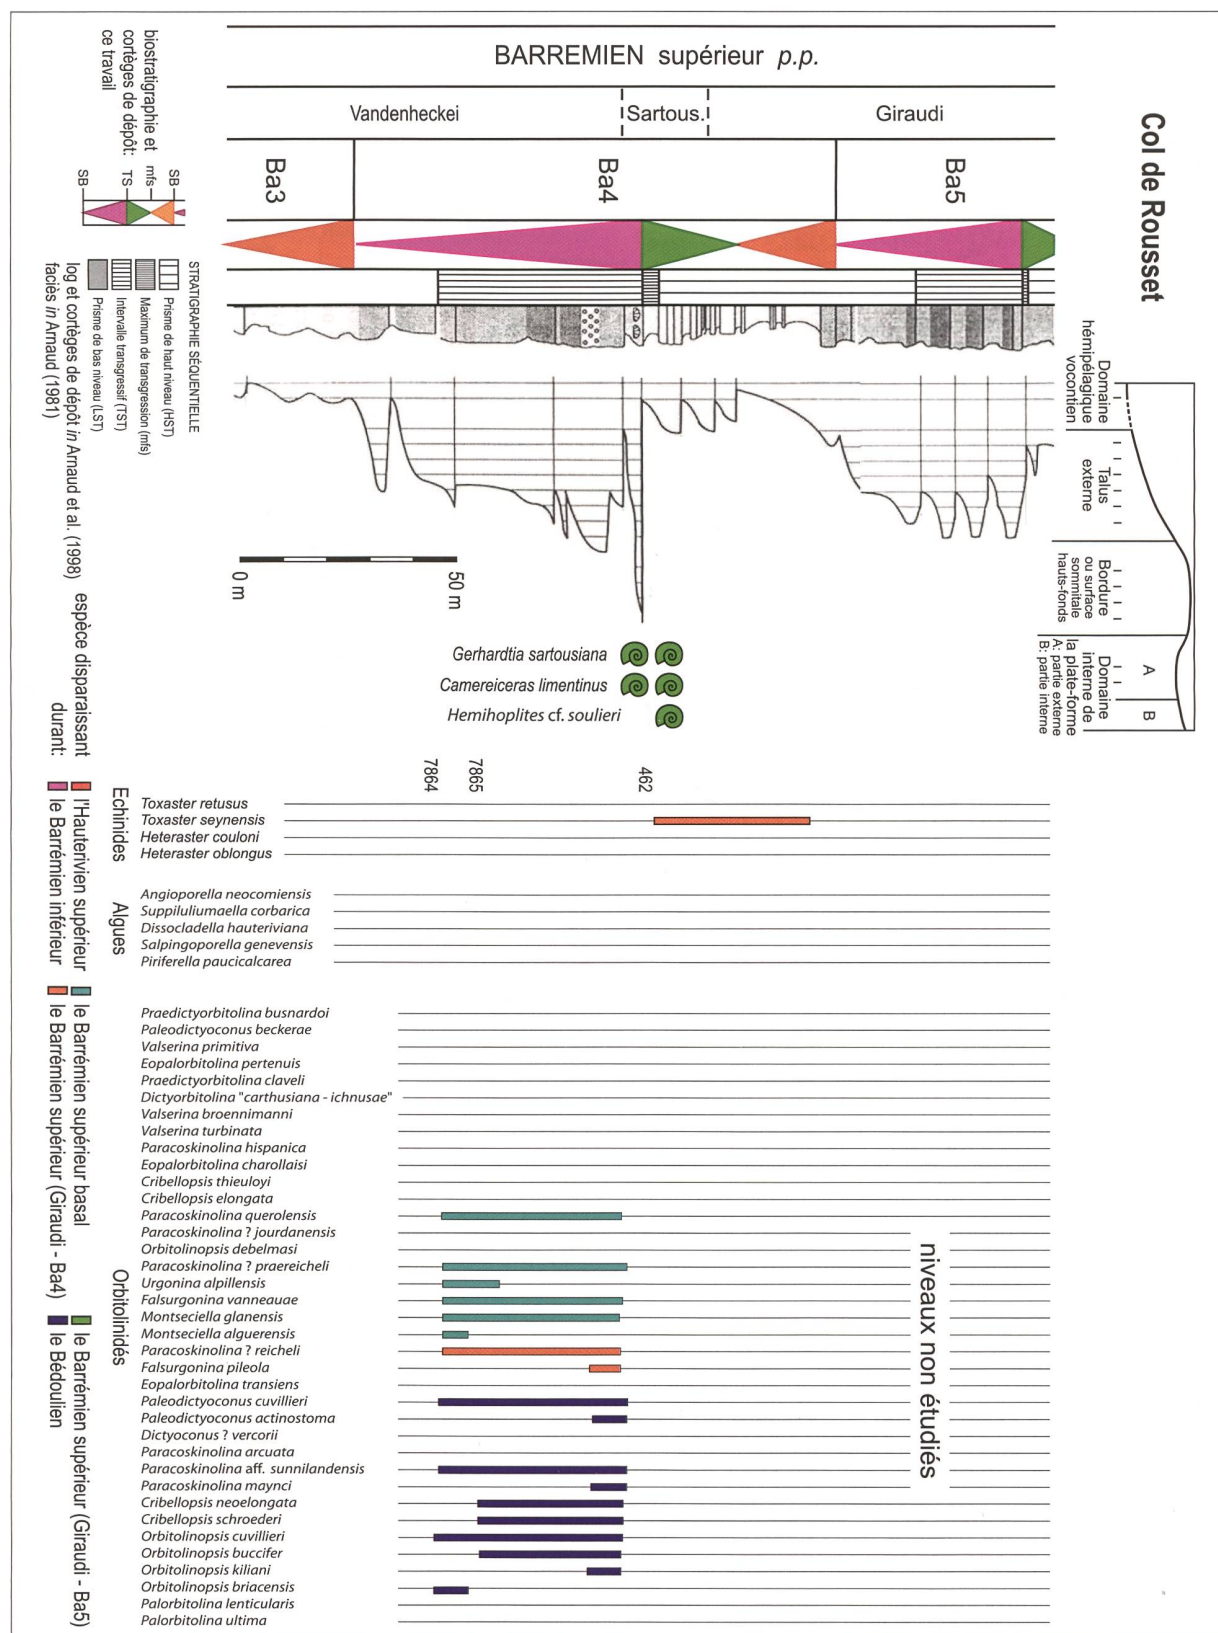 Col de Rousset
BARREMIEN supérieur p.p.
Vandenheckei
Sartous.
Giraudi
Ba3
Ba4
Ba5
biostratigraphie et
cortèges de dépôt:
ce travail
SB
mfs
TS
SB
STRATIGRAPHIE SÉQUENTIELLE
Prisme de haut niveau (HST)
Maximum de transgression (mfs)
Intervalle transgressif (TST)
Prisme de bas niveau (LST)
log et cortèges de dépôt in Arnaud et al. (1998)
faciès in Arnaud (1981)
Domaine
hémipélagique
vocontien
Talus
externe
Bordure
ou surface
sommitale
hauts-fonds
Domaine
interne de
la plate-forme
A: partie externe
B: partie interne
A
B
0 m
50 m
Gerhardtia sartousiana
Camereiceras limentinus
Hemihoplites cf. soulieri
7864
7865
462
Echinides
Toxaster retusus
Toxaster seynensis
Heteraster couloni
Heteraster oblongus
Algues
Angioporella neocomiensis
Suppiluliumaella corbarica
Dissocladella hauteriviana
Salpingoporella genevensis
Piriferella paucicalcarea
Orbitolinidés
Praedictyorbitolina busnardoi
Paleodictyoconus beckerae
Valserina primitiva
Eopalorbitolina pertenuis
Praedictyorbitolina claveli
Dictyorbitolina "carthusiana - ichnusae"
Valserina broennimanni
Valserina turbinata
Paracoskinolina hispanica
Eopalorbitolina charollaisi
Cribellopsis thieuloyi
Cribellopsis elongata
Paracoskinolina querolensis
Paracoskinolina ? jourdanensis
Orbitolinopsis debelmasi
Paracoskinolina ? praereicheli
Urgonina alpillensis
Falsurgonina vanneauae
Montseciella glanensis
Montseciella alguerensis
Paracoskinolina ? reicheli
Falsurgonina pileola
Eopalorbitolina transiens
Paleodictyoconus cuvillieri
Paleodictyoconus actinostoma
Dictyoconus ? vercorii
Paracoskinolina arcuata
Paracoskinolina aff. sunnilandensis
Paracoskinolina maynci
Cribellopsis neoelongata
Cribellopsis schroederi
Orbitolinopsis cuvillieri
Orbitolinopsis buccifer
Orbitolinopsis kiliani
Orbitolinopsis briacensis
Palorbitolina lenticularis
Palorbitolina ultima
niveaux non étudiés
espèce disparaissant
durant:
l'Hauterivien supérieur
le Barrémien inférieur
le Barrémien supérieur basal
le Barrémien supérieur (Giraudi - Ba4)
le Barrémien supérieur (Giraudi - Ba5)
le Bédoulien